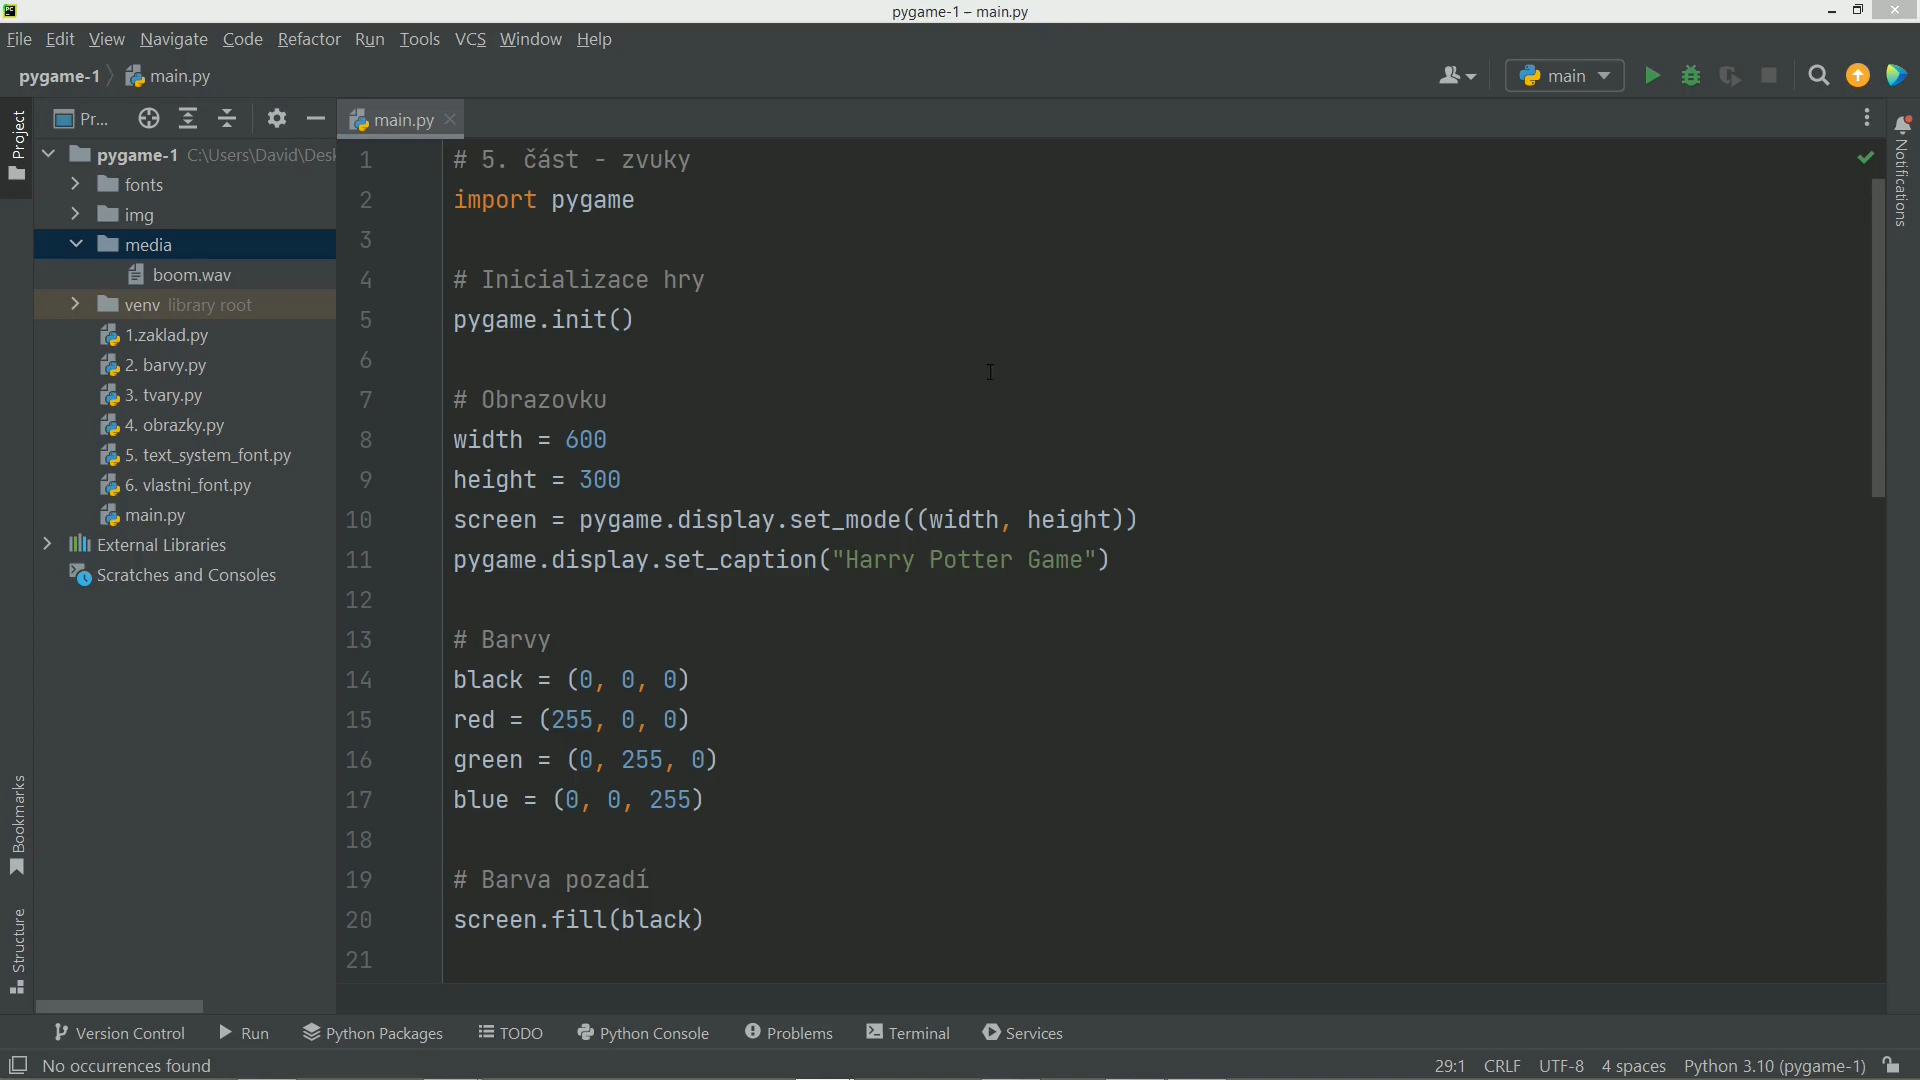 pygame-1 – main.py
File Edit View Navigate Code Refactor Run Tools VCS Window Help
pygame-1 main.py
main
Project
Pr...
main.py
Notifications
pygame-1 C:\Users\David\Desk
fonts
img
media
boom.wav
venv library root
1.zaklad.py
2. barvy.py
3. tvary.py
4. obrazky.py
5. text_system_font.py
6. vlastni_font.py
main.py
External Libraries
Scratches and Consoles
1 # 5. část - zvuky
2 import pygame
3
4 # Inicializace hry
5 pygame.init()
6
7 # Obrazovku
8 width = 600
9 height = 300
10 screen = pygame.display.set_mode((width, height))
11 pygame.display.set_caption("Harry Potter Game")
12
13 # Barvy
14 black = (0, 0, 0)
15 red = (255, 0, 0)
16 green = (0, 255, 0)
17 blue = (0, 0, 255)
18
19 # Barva pozadí
20 screen.fill(black)
21
Bookmarks
Structure
Version Control Run Python Packages TODO Python Console Problems Terminal Services
No occurrences found 29:1 CRLF UTF-8 4 spaces Python 3.10 (pygame-1)